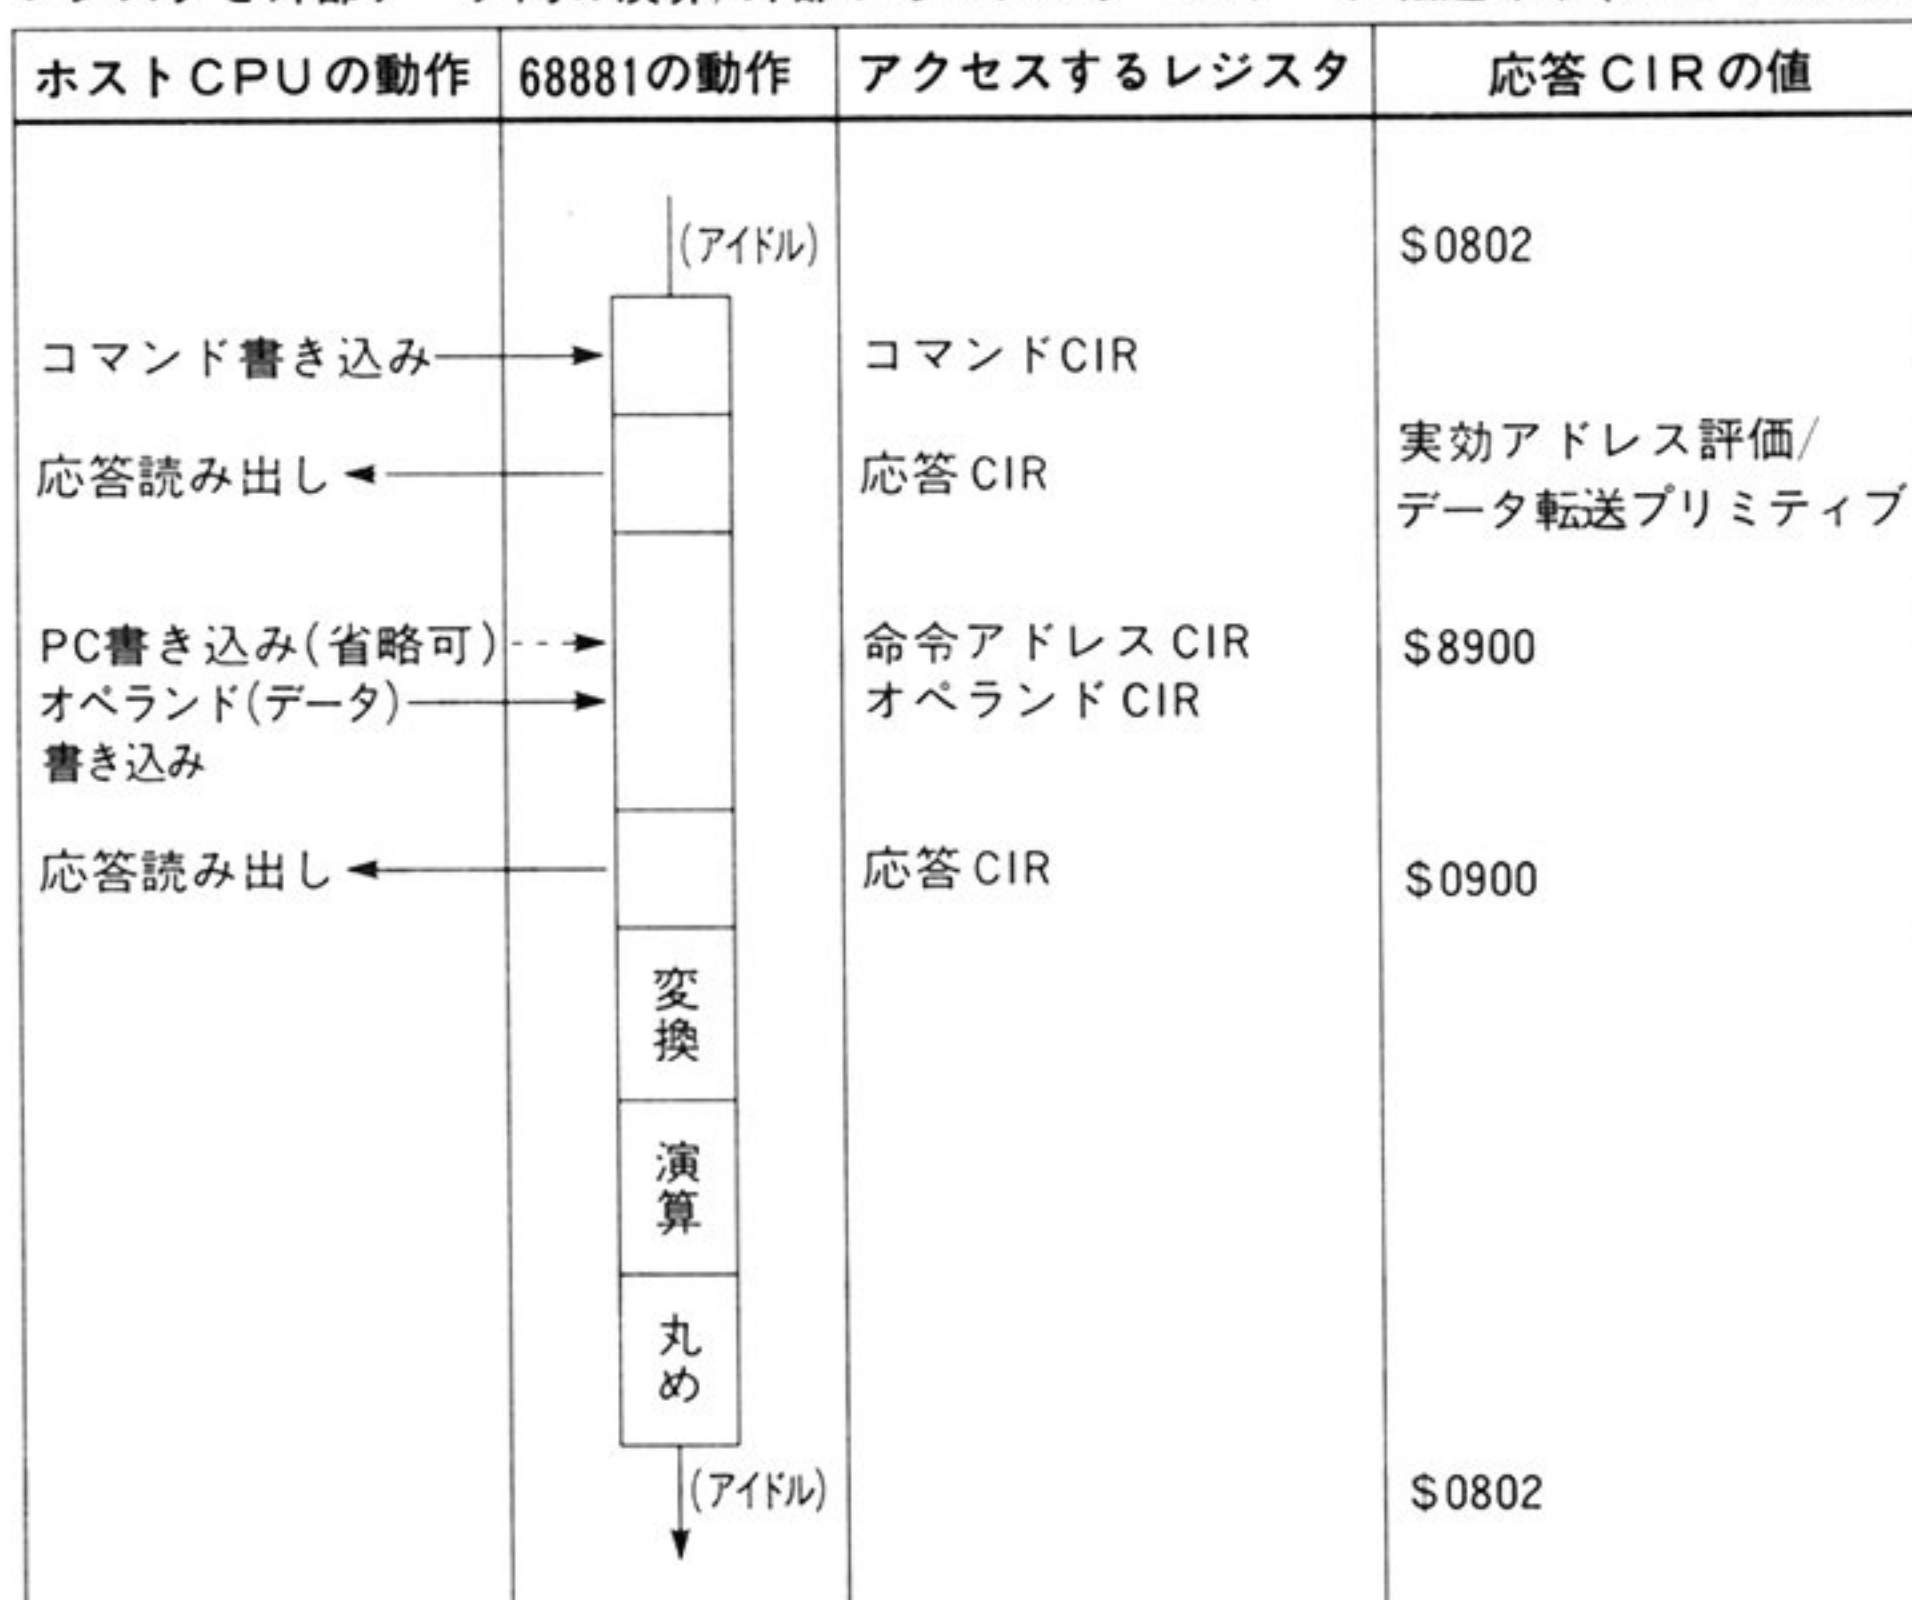 ホストCPUの動作 68881の動作 アクセスするレジスタ 応答CIRの値
(アイドル) $0802
コマンド書き込み コマンドCIR
応答読み出し 応答CIR 実効アドレス評価/
データ転送プリミティブ
PC書き込み(省略可) 命令アドレスCIR $8900
オペランド(データ) オペランドCIR
書き込み
応答読み出し 応答CIR $0900
変換
演算
丸め
(アイドル) $0802